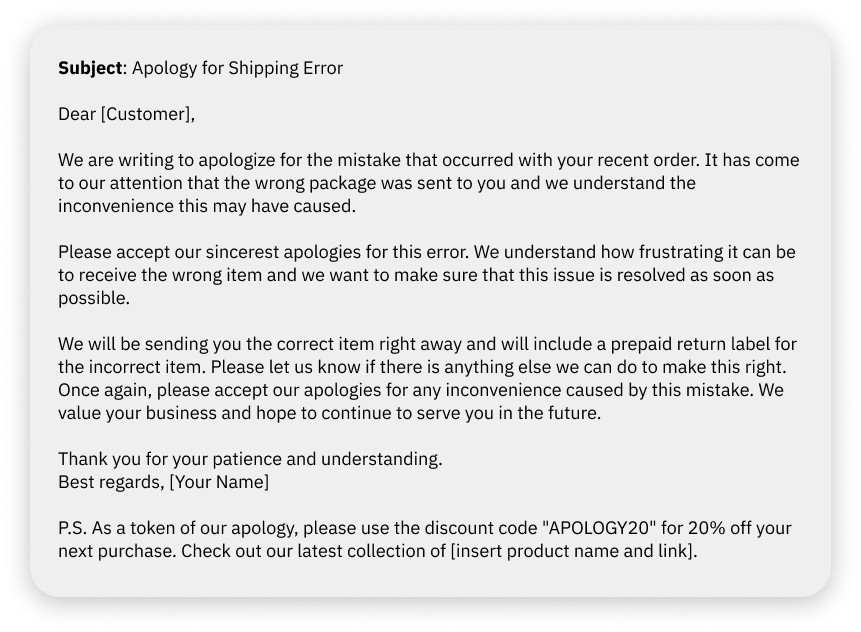 Subject: Apology for Shipping Error
Dear [Customer],
We are writing to apologize for the mistake that occurred with your recent order. It has come
to our attention that the wrong package was sent to you and we understand the
inconvenience this may have caused.
Please accept our sincerest apologies for this error. We understand how frustrating it can be
to receive the wrong item and we want to make sure that this issue is resolved as soon as
possible.
We will be sending you the correct item right away and will include a prepaid return label for
the incorrect item. Please let us know if there is anything else we can do to make this right.
Once again, please accept our apologies for any inconvenience caused by this mistake. We
value your business and hope to continue to serve you in the future.
Thank you for your patience and understanding.
Best regards, [Your Name]
P.S. As a token of our apology, please use the discount code "APOLOGY20" for 20% off your
next purchase. Check out our latest collection of [insert product name and link].